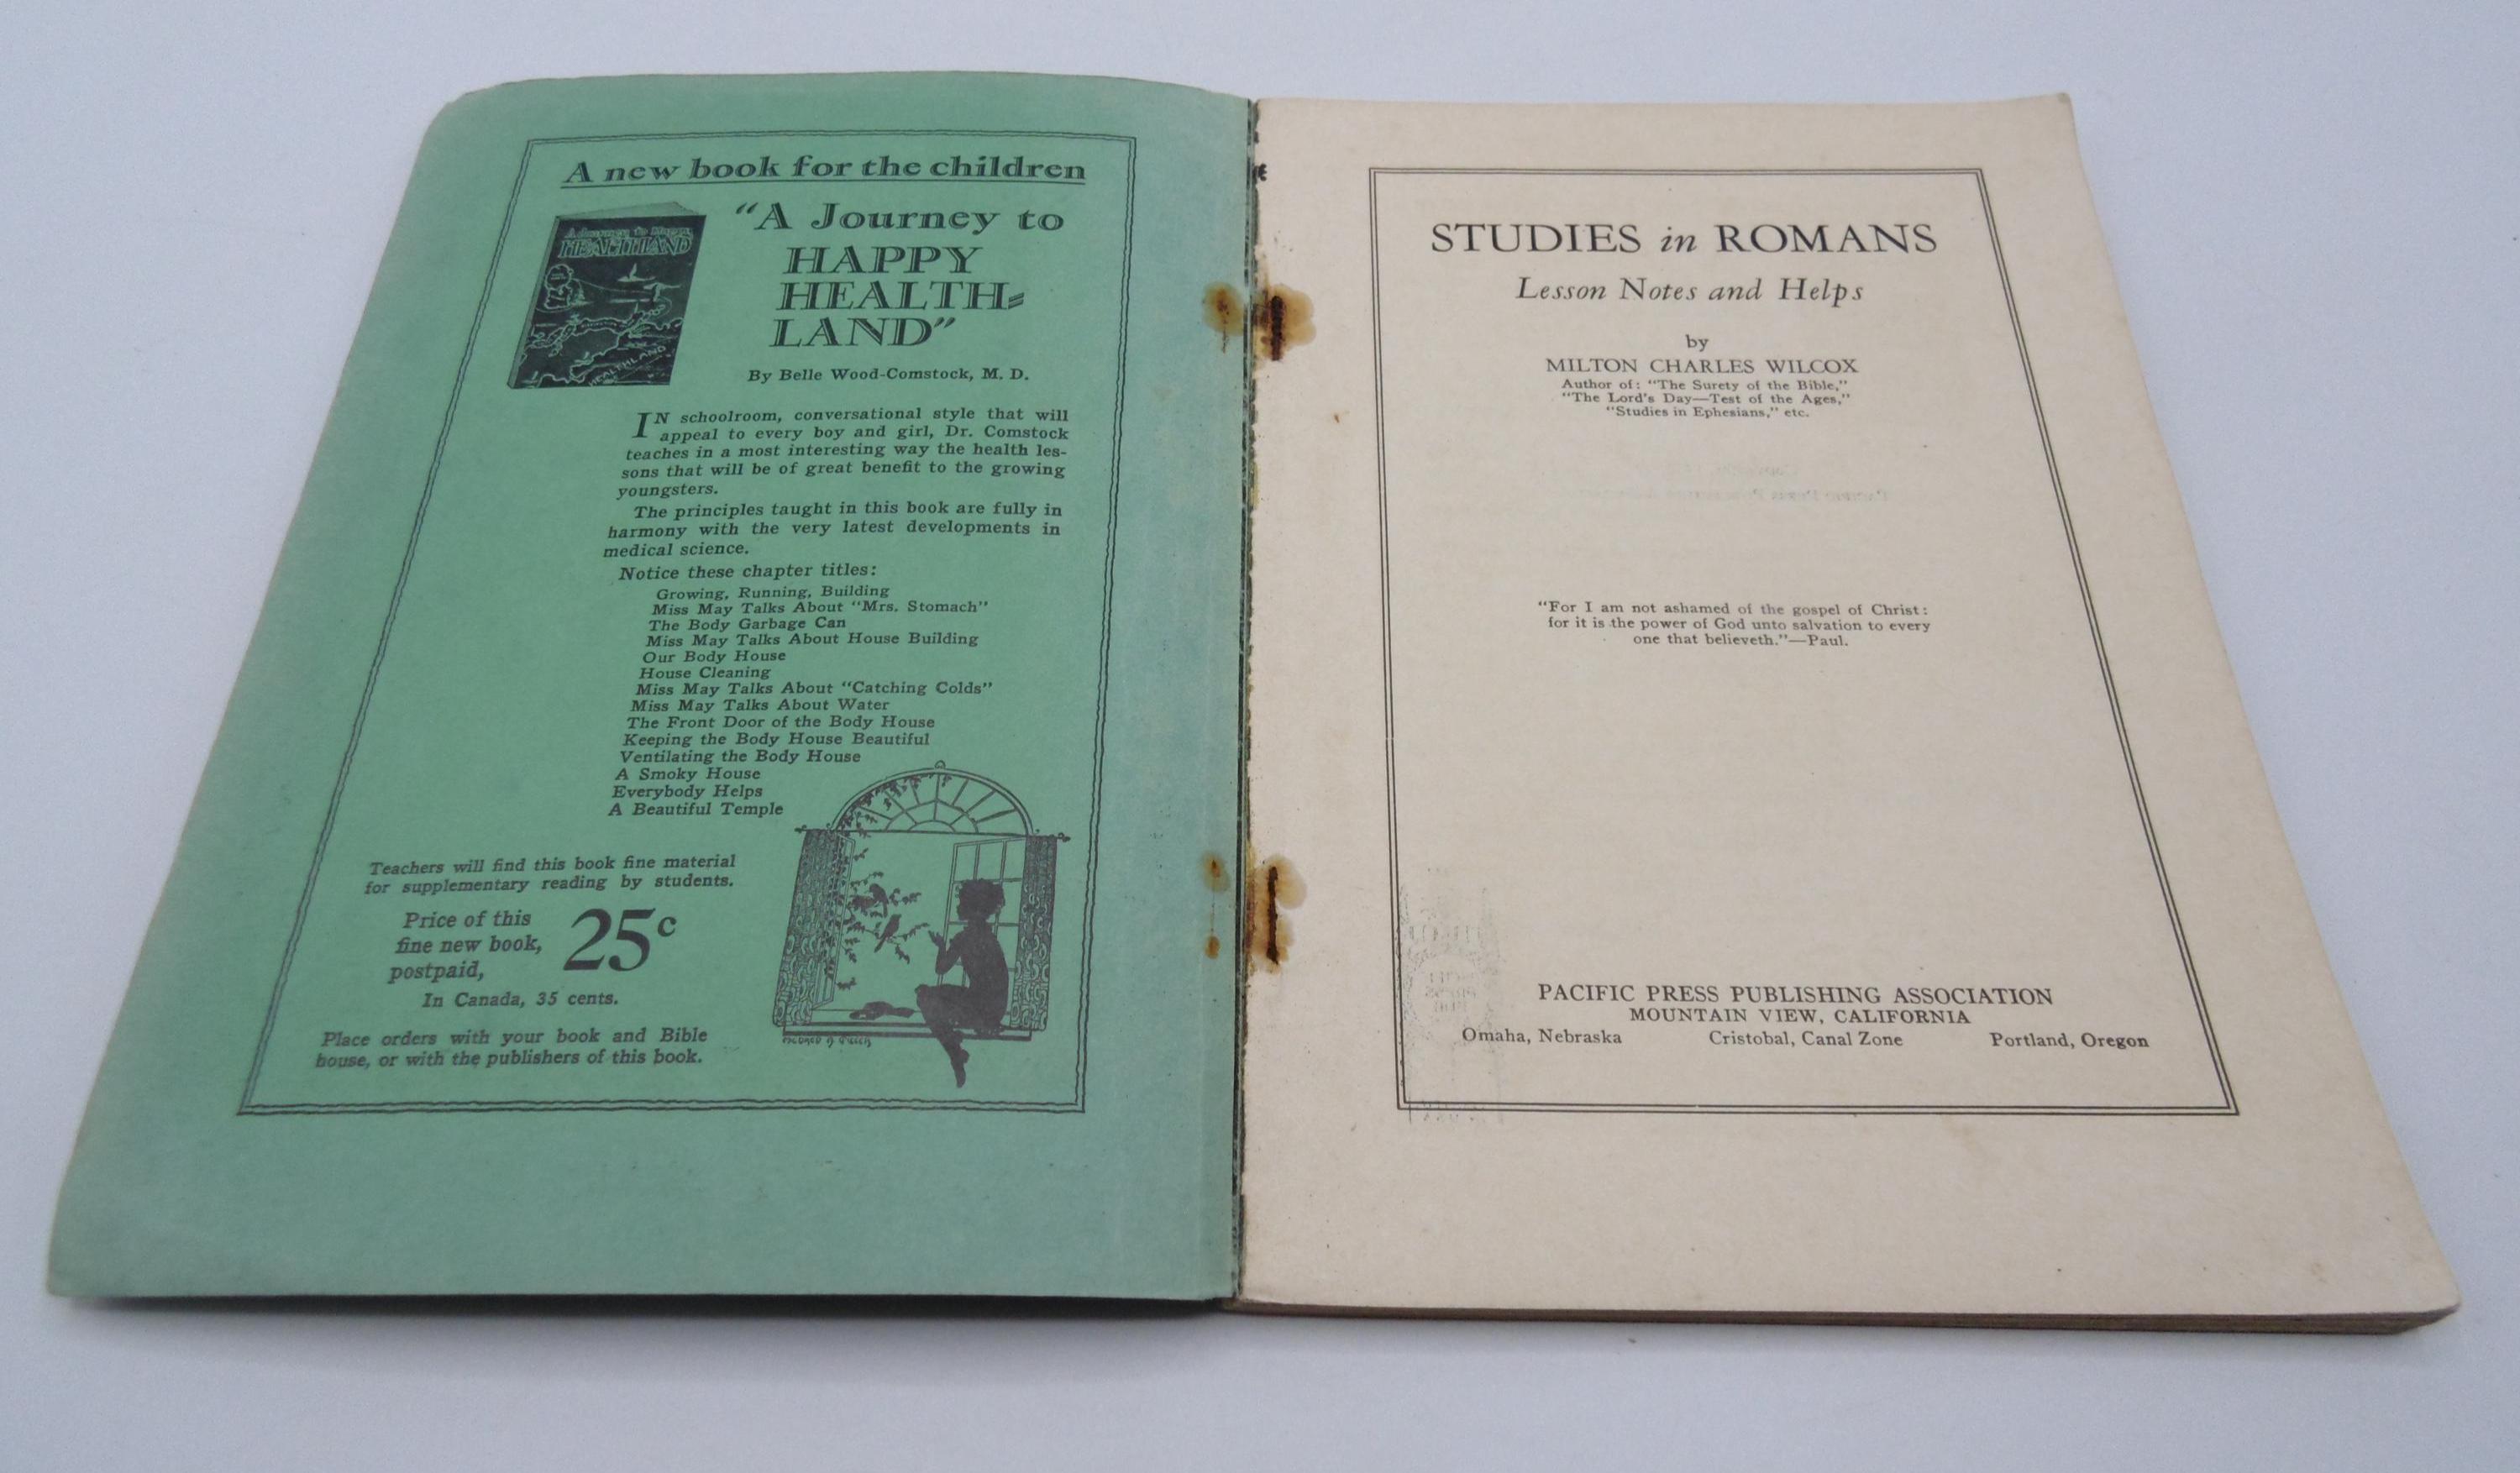 A new book for the children
A Journey to Happy
HEALTHLAND
HEALTHLAND
"A Journey to
HAPPY
HEALTH-
LAND"
By Belle Wood-Comstock, M. D.
IN schoolroom, conversational style that will
appeal to every boy and girl, Dr. Comstock
teaches in a most interesting way the health les-
sons that will be of great benefit to the growing
youngsters.
The principles taught in this book are fully in
harmony with the very latest developments in
medical science.
Notice these chapter titles:
Growing, Running, Building
Miss May Talks About "Mrs. Stomach"
The Body Garbage Can
Miss May Talks About House Building
Our Body House
House Cleaning
Miss May Talks About "Catching Colds"
Miss May Talks About Water
The Front Door of the Body House
Keeping the Body House Beautiful
Ventilating the Body House
A Smoky House
Everybody Helps
A Beautiful Temple
Teachers will find this book fine material
for supplementary reading by students.
Price of this
fine new book,
postpaid,
25c
In Canada, 35 cents.
Place orders with your book and Bible
house, or with the publishers of this book.
STUDIES in ROMANS
Lesson Notes and Helps
by
MILTON CHARLES WILCOX
Author of: "The Surety of the Bible,"
"The Lord's Day—Test of the Ages,"
"Studies in Ephesians," etc.
"For I am not ashamed of the gospel of Christ:
for it is the power of God unto salvation to every
one that believeth."—Paul.
PACIFIC PRESS PUBLISHING ASSOCIATION
MOUNTAIN VIEW, CALIFORNIA
Omaha, Nebraska Cristobal, Canal Zone Portland, Oregon